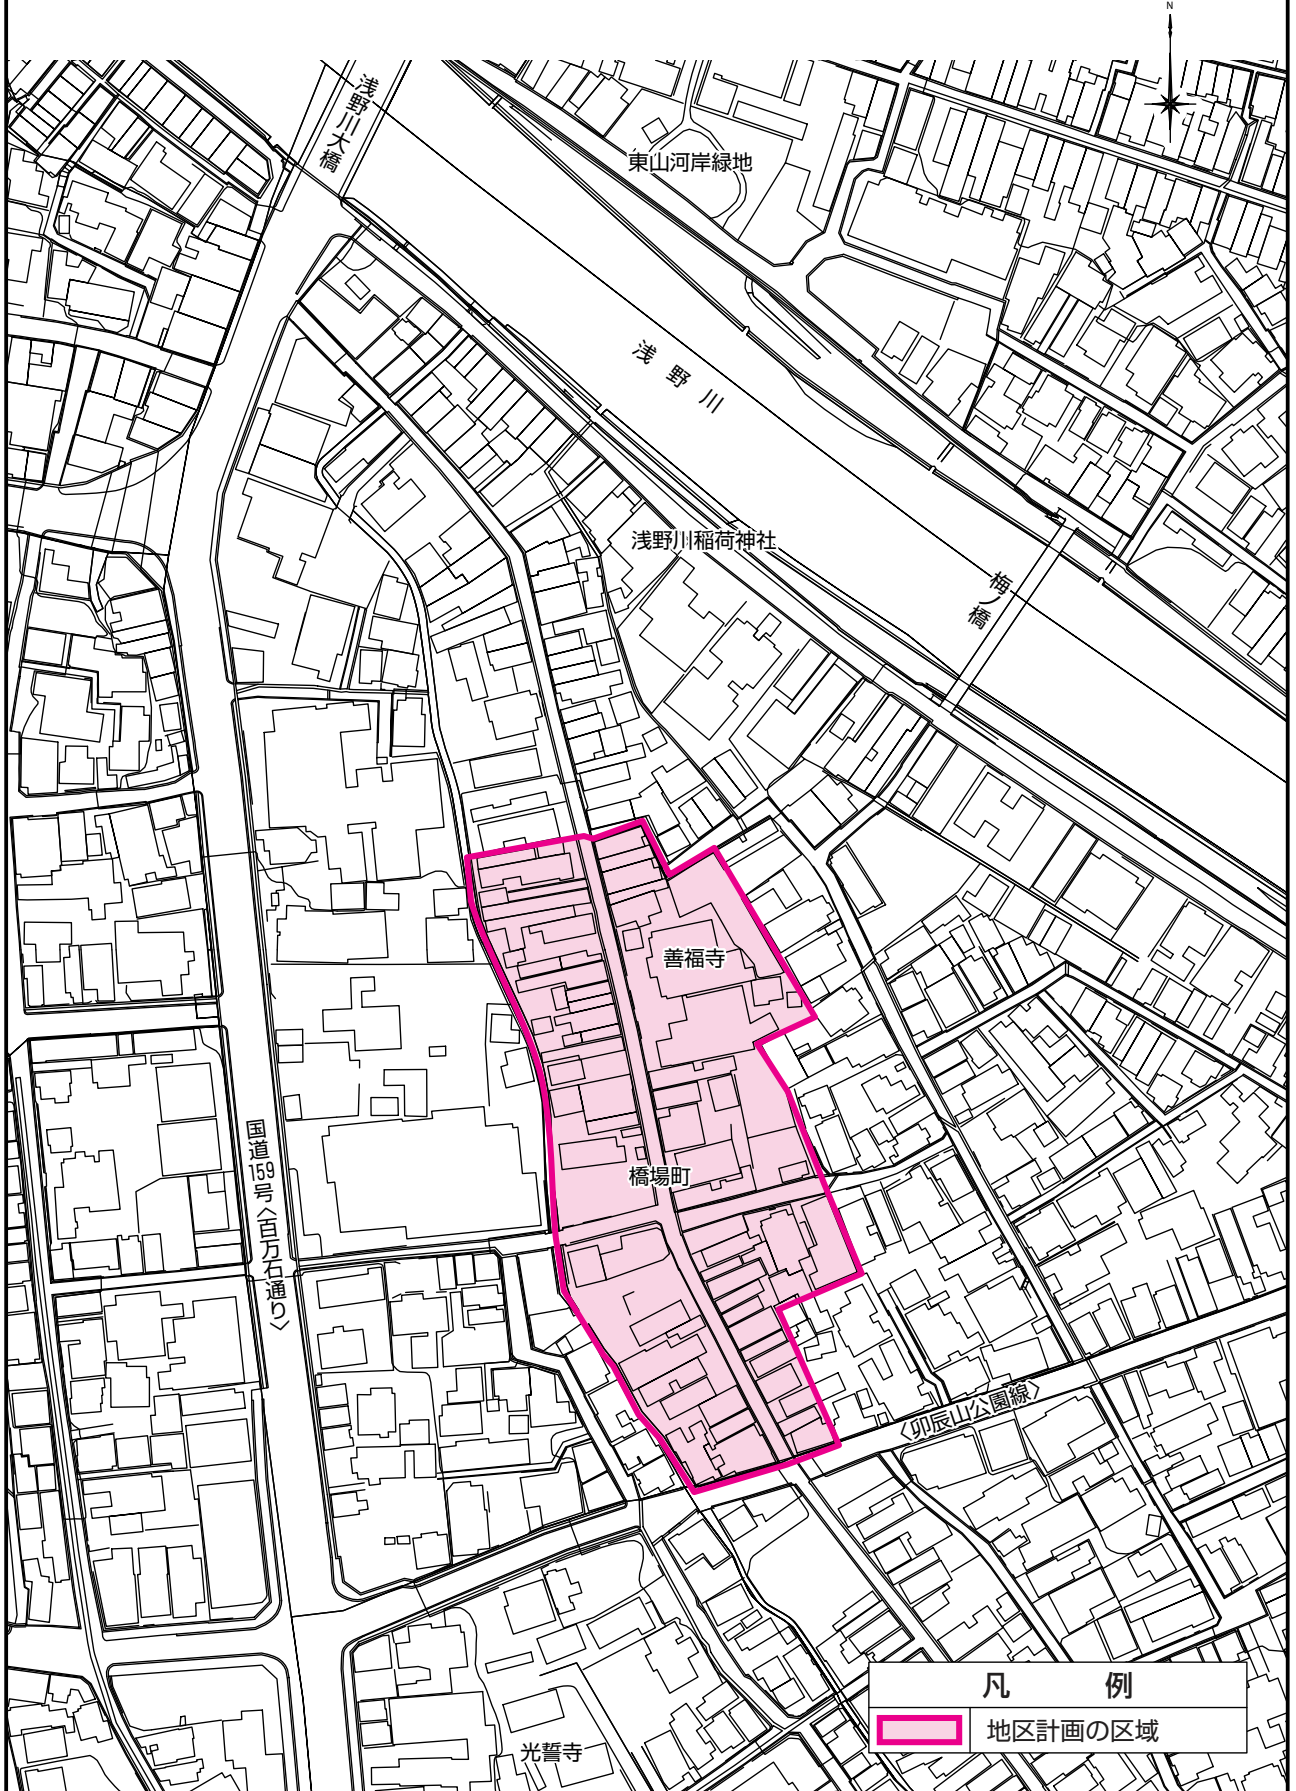 N
浅野川大橋
東山河岸緑地
浅野川
浅野川稲荷神社
梅ノ橋
善福寺
橋場町
国道159号〈百万石通り〉
〈卯辰山公園線〉
光誓寺
凡 例
地区計画の区域